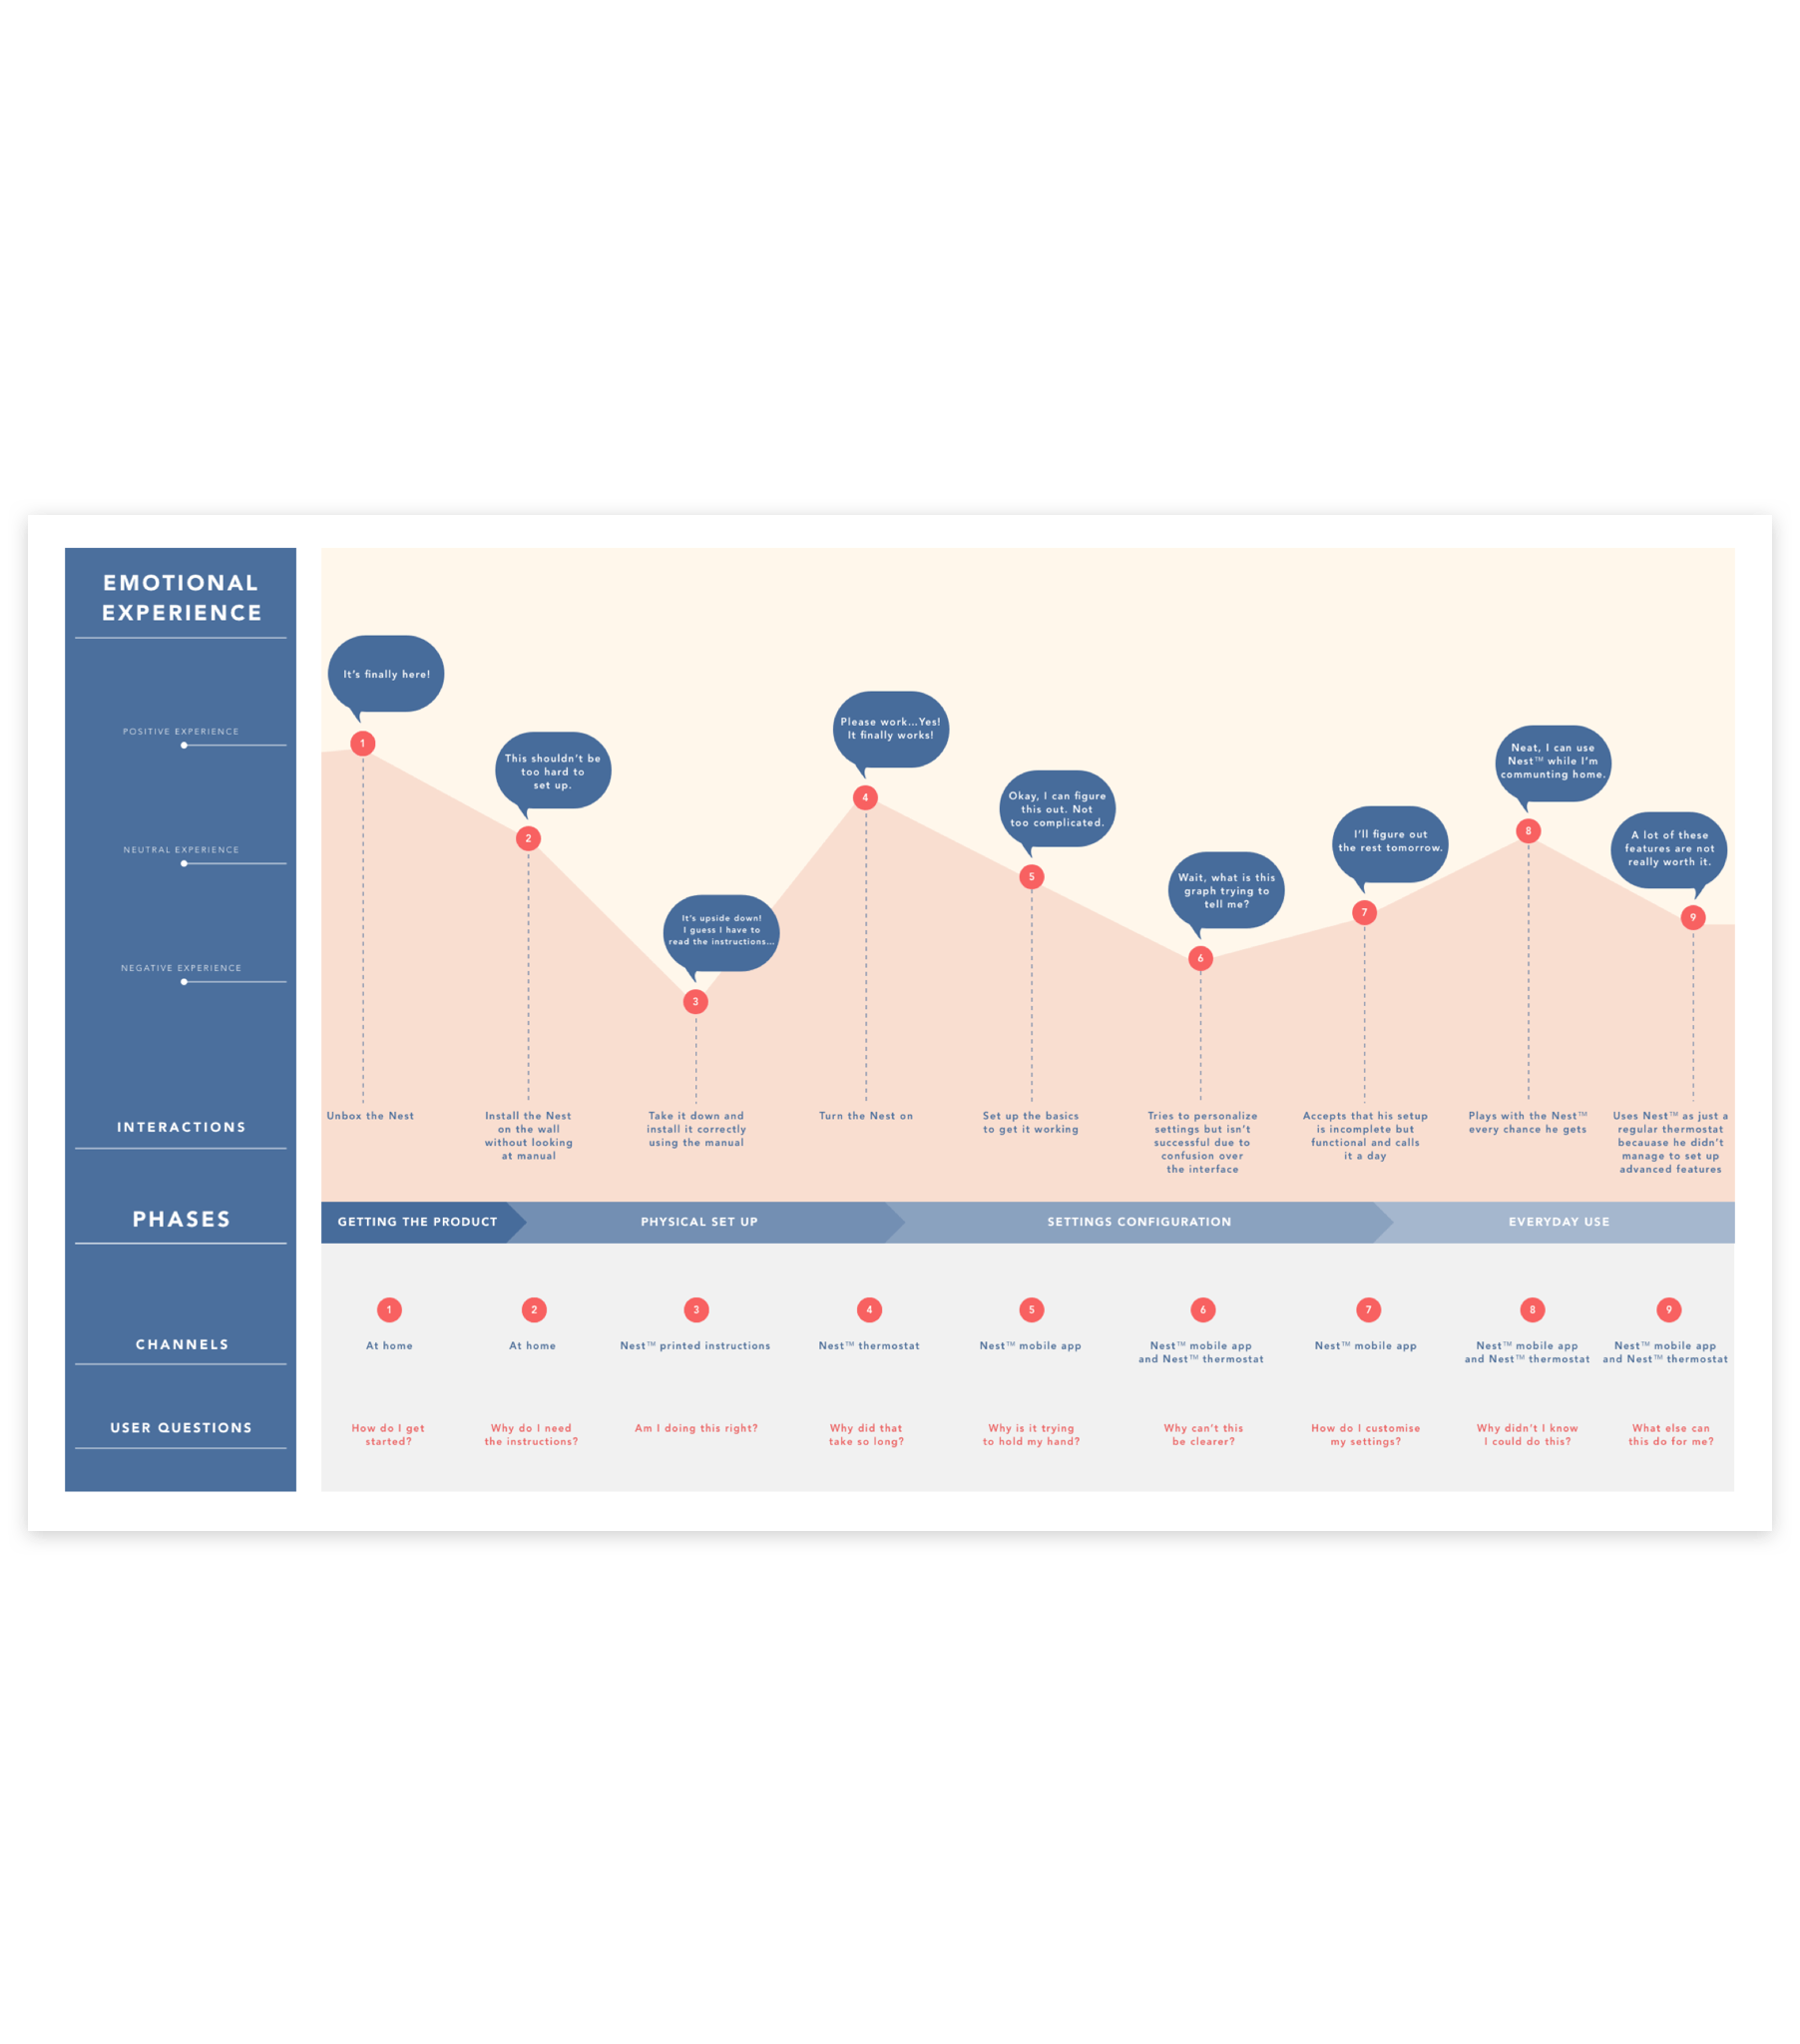 EMOTIONAL
EXPERIENCE
POSITIVE EXPERIENCE
NEUTRAL EXPERIENCE
NEGATIVE EXPERIENCE
It's finally here!
1
This shouldn't be
too hard to
set up.
2
It's upside down!
I guess I have to
read the instructions...
3
Please work...Yes!
It finally works!
4
Okay, I can figure
this out. Not
too complicated.
5
Wait, what is this
graph trying to
tell me?
6
I'll figure out
the rest tomorrow.
7
Neat, I can use
Nest™ while I'm
communting home.
8
A lot of these
features are not
really worth it.
9
INTERACTIONS
Unbox the Nest
Install the Nest
on the wall
without looking
at manual
Take it down and
install it correctly
using the manual
Turn the Nest on
Set up the basics
to get it working
Tries to personalize
settings but isn't
successful due to
confusion over
the interface
Accepts that his setup
is incomplete but
functional and calls
it a day
Plays with the Nest™
every chance he gets
Uses Nest™ as just a
regular thermostat
becauase he didn't
manage to set up
advanced features
PHASES
GETTING THE PRODUCT
PHYSICAL SET UP
SETTINGS CONFIGURATION
EVERYDAY USE
CHANNELS
1
At home
2
At home
3
Nest™ printed instructions
4
Nest™ thermostat
5
Nest™ mobile app
6
Nest™ mobile app
and Nest™ thermostat
7
Nest™ mobile app
8
Nest™ mobile app
and Nest™ thermostat
9
Nest™ mobile app
and Nest™ thermostat
USER QUESTIONS
How do I get
started?
Why do I need
the instructions?
Am I doing this right?
Why did that
take so long?
Why is it trying
to hold my hand?
Why can't this
be clearer?
How do I customise
my settings?
Why didn't I know
I could do this?
What else can
this do for me?